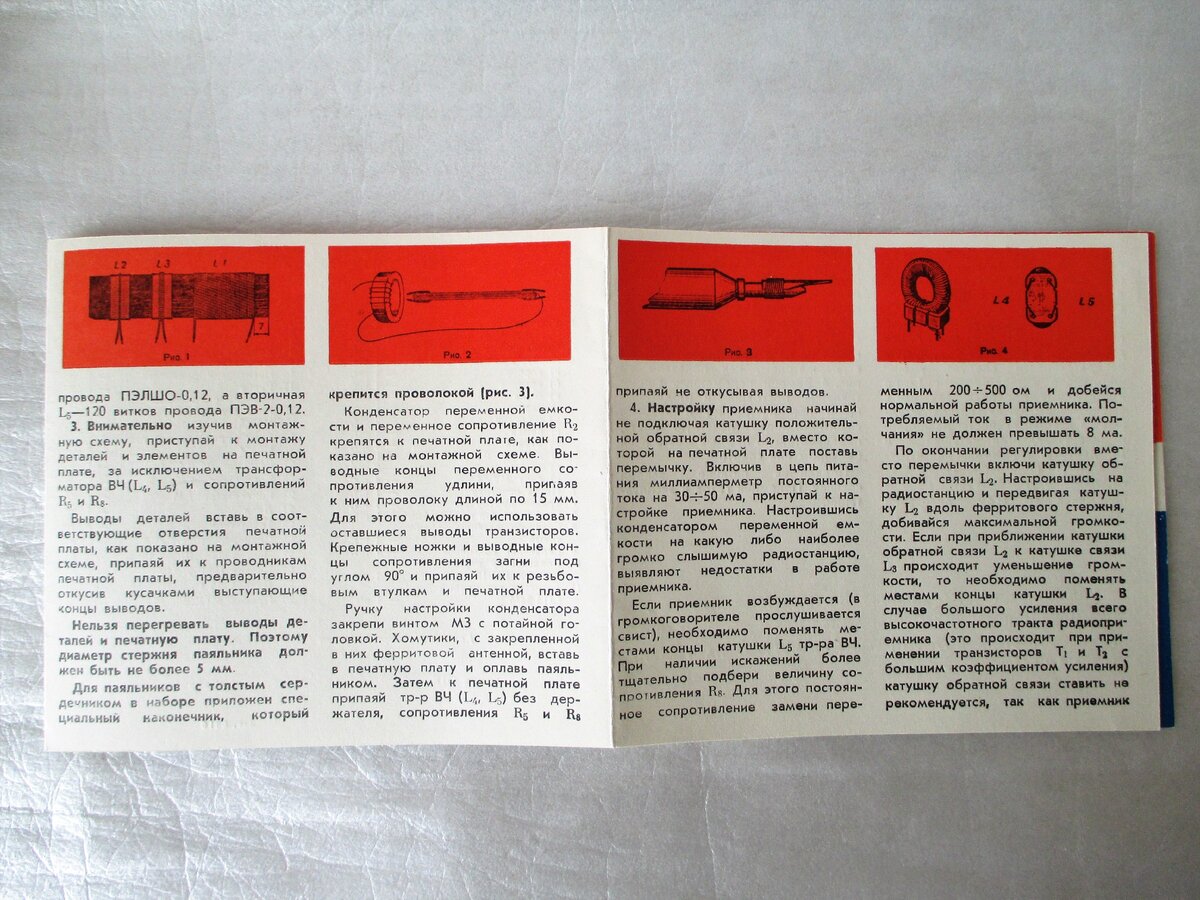 L2 L3 L1
7
Рис. 1
провода ПЭЛШО-0,12, а вторичная
L₅—120 витков провода ПЭВ-2-0,12.
3. Внимательно изучив монтаж-
ную схему, приступай к монтажу
деталей и элементов на печатной
плате, за исключением трансфор-
матора ВЧ (L₄, L₅) и сопротивлений
R₅ и R₈.
Выводы деталей вставь в соот-
ветствующие отверстия печатной
платы, как показано на монтажной
схеме, припаяй их к проводникам
печатной платы, предварительно
откусив кусачками выступающие
концы выводов.
Нельзя перегревать выводы де-
талей и печатную плату. Поэтому
диаметр стержня паяльника дол-
жен быть не более 5 мм.
Для паяльников с толстым сер-
дечником в наборе приложен спе-
циальный наконечник, который
Рис. 2
крепится проволокой (рис. 3).
Конденсатор переменной емко-
сти и переменное сопротивление R₂
крепятся к печатной плате, как по-
казано на монтажной схеме. Вы-
водные концы переменного со-
противления удлини, припаяв
к ним проволоку длиной по 15 мм.
Для этого можно использовать
оставшиеся выводы транзисторов.
Крепежные ножки и выводные кон-
цы сопротивления загни под
углом 90° и припаяй их к резьбо-
вым втулкам и печатной плате.
Ручку настройки конденсатора
закрепи винтом М3 с потайной го-
ловкой. Хомутики, с закрепленной
в них ферритовой антенной, вставь
в печатную плату и оплавь паяль-
ником. Затем к печатной плате
припаяй тр-р ВЧ (L₄, L₅) без дер-
жателя, сопротивления R₅ и R₈
Рис. 3
припаяй не откусывая выводов.
4. Настройку приемника начинай
не подключая катушку положитель-
ной обратной связи L₂, вместо ко-
торой на печатной плате поставь
перемычку. Включив в цепь пита-
ния миллиамперметр постоянного
тока на 30÷50 ма, приступай к на-
стройке приемника. Настроившись
конденсатором переменной ем-
кости на какую либо наиболее
громко слышимую радиостанцию,
выявляют недостатки в работе
приемника.
Если приемник возбуждается (в
громкоговорителе прослушивается
свист), необходимо поменять ме-
стами концы катушки L₅ тр-ра ВЧ.
При наличии искажений более
тщательно подбери величину со-
противления R₈. Для этого постоян-
ное сопротивление замени пере-
L4 L5
Рис. 4
менным 200÷500 ом и добейся
нормальной работы приемника. По-
требляемый ток в режиме «мол-
чания» не должен превышать 8 ма.
По окончании регулировки вме-
сто перемычки включи катушку об-
ратной связи L₂. Настроившись на
радиостанцию и передвигая катуш-
ку L₂ вдоль ферритового стержня,
добивайся максимальной громко-
сти. Если при приближении катушки
обратной связи L₂ к катушке связи
L₃ происходит уменьшение гром-
кости, то необходимо поменять
местами концы катушки L₂. В
случае большого усиления всего
высокочастотного тракта радиопри-
емника (это происходит при при-
менении транзисторов Т₁ и Т₂ с
большим коэффициентом усиления)
катушку обратной связи ставить не
рекомендуется, так как приемник